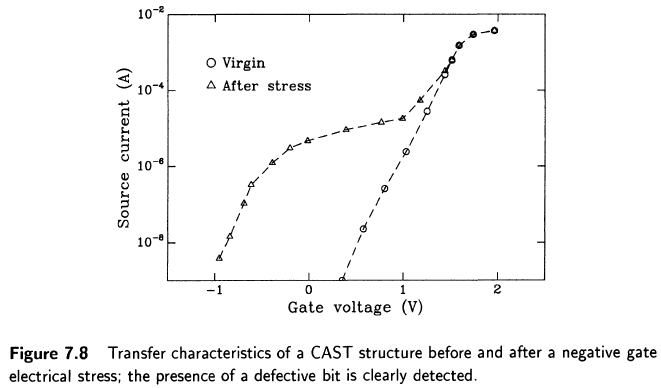 10⁻²
○ Virgin
△ After stress
10⁻⁴
10⁻⁶
10⁻⁸
Source current (A)
-1 0 1 2
Gate voltage (V)
Figure 7.8 Transfer characteristics of a CAST structure before and after a negative gate
electrical stress; the presence of a defective bit is clearly detected.